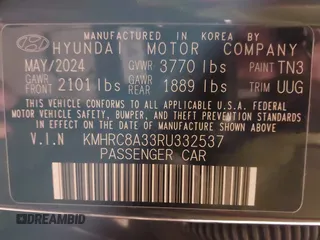 MANUFACTURED IN KOREA BY
HYUNDAI MOTOR COMPANY
MAY/2024 GVWR 3770 lbs PAINT TN3
GAWR FRONT 2101 lbs GAWR REAR 1889 lbs TRIM UUG
THIS VEHICLE CONFORMS TO ALL APPLICABLE U.S. FEDERAL
MOTOR VEHICLE SAFETY, BUMPER, AND THEFT PREVENTION STANDARDS
IN EFFECT ON THE DATE OF MANUFACTURE SHOWN ABOVE.
V.I.N KMHRC8A33RU332537
PASSENGER CAR
DREAMBID